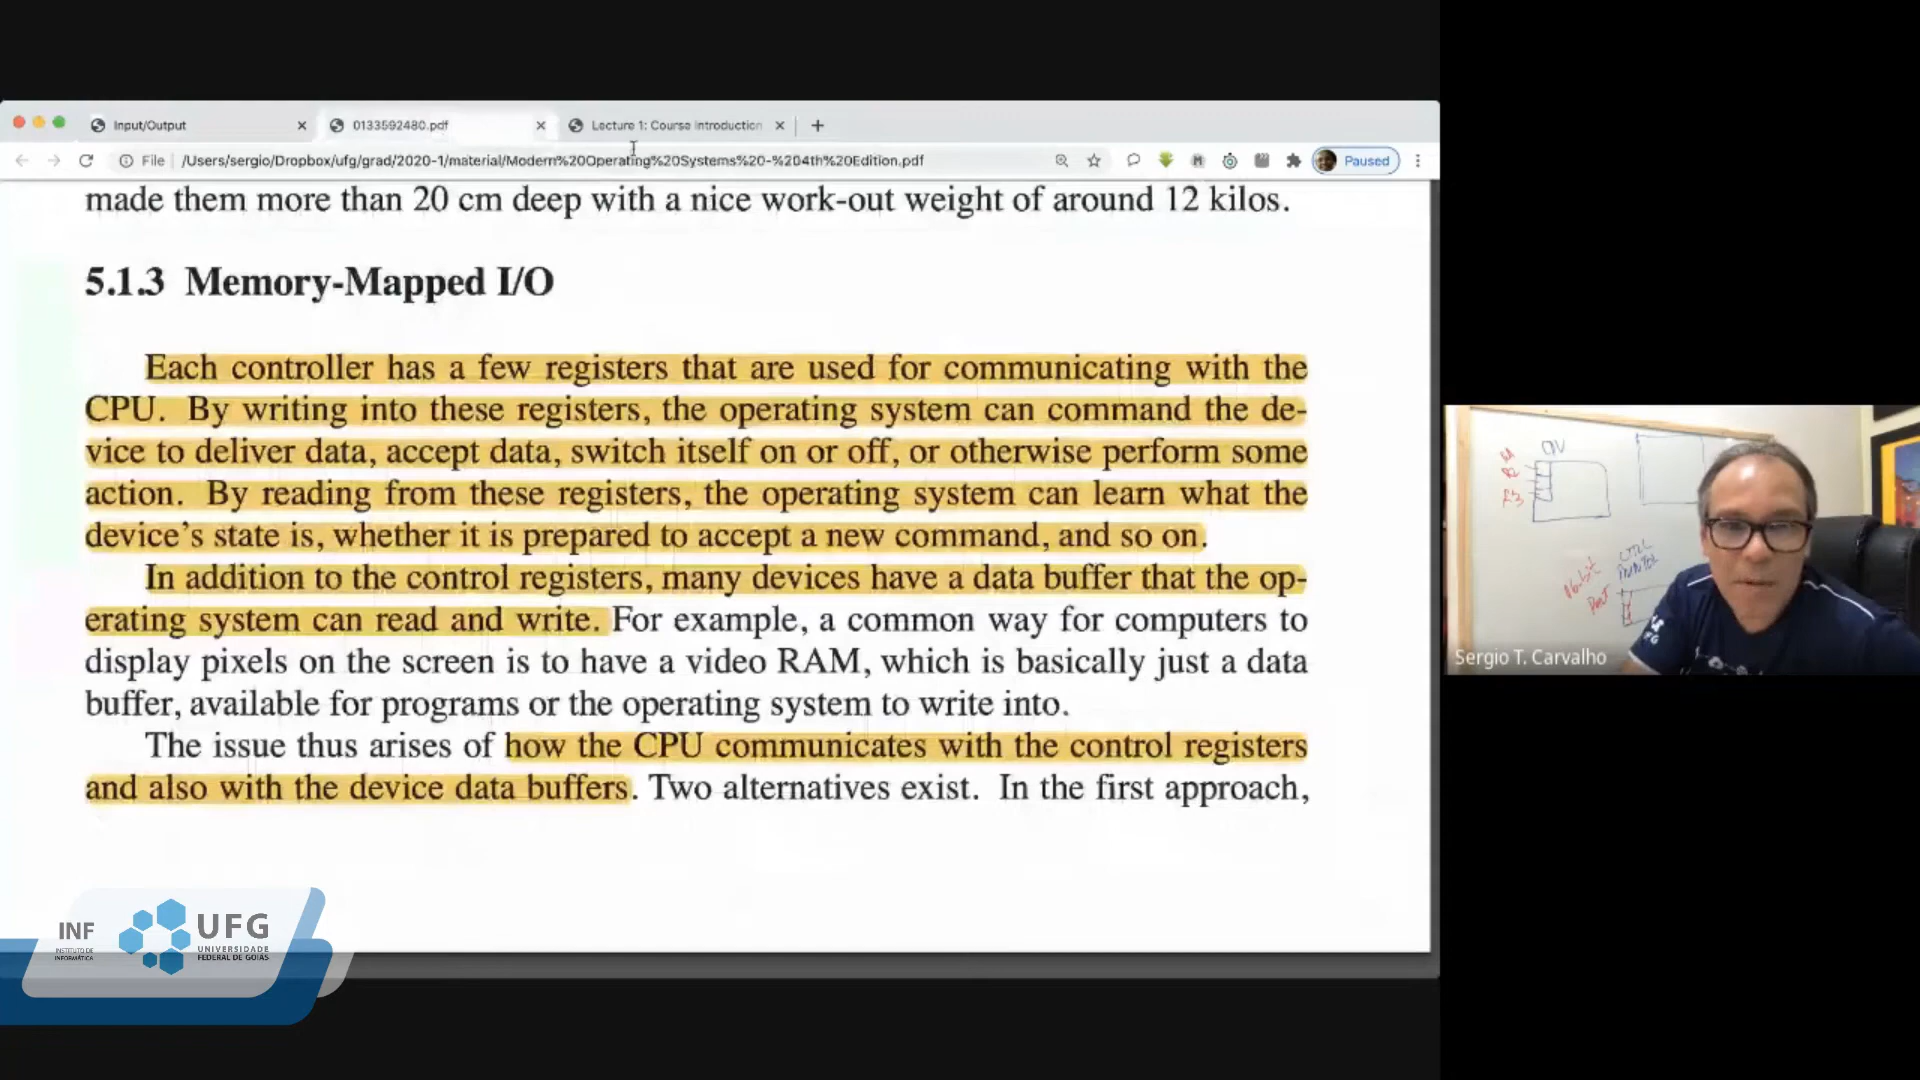 Input/Output
0133592480.pdf
Lecture 1: Course Introduction
File
/Users/sergio/Dropbox/ufg/grad/2020-1/material/Modern%20Operating%20Systems%20-%204th%20Edition.pdf
Paused
made them more than 20 cm deep with a nice work-out weight of around 12 kilos.
5.1.3 Memory-Mapped I/O
Each controller has a few registers that are used for communicating with the
CPU. By writing into these registers, the operating system can command the de-
vice to deliver data, accept data, switch itself on or off, or otherwise perform some
action. By reading from these registers, the operating system can learn what the
device's state is, whether it is prepared to accept a new command, and so on.
In addition to the control registers, many devices have a data buffer that the op-
erating system can read and write. For example, a common way for computers to
display pixels on the screen is to have a video RAM, which is basically just a data
buffer, available for programs or the operating system to write into.
The issue thus arises of how the CPU communicates with the control registers
and also with the device data buffers. Two alternatives exist. In the first approach,
INF
INSTITUTO DE
INFORMÁTICA
UFG
UNIVERSIDADE
FEDERAL DE GOIÁS
R2
R3
Sergio T. Carvalho
UFG